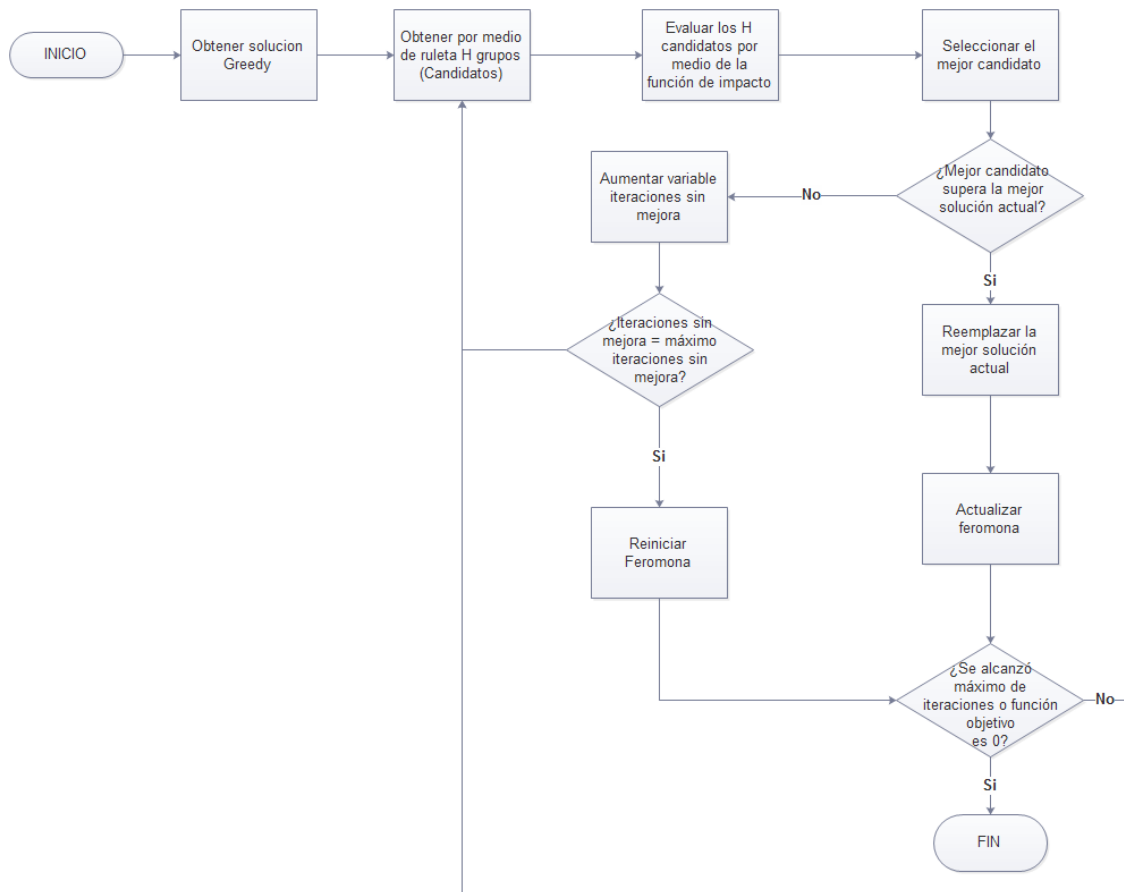 INICIO
Obtener solucion
Greedy
Obtener por medio
de ruleta H grupos
(Candidatos)
Evaluar los H
candidatos por
medio de la
función de impacto
Seleccionar el
mejor candidato
¿Mejor candidato
supera la mejor
solución actual?
No
Aumentar variable
iteraciones sin
mejora
Si
¿Iteraciones sin
mejora = máximo
iteraciones sin
mejora?
Reemplazar la
mejor solución
actual
Si
Reiniciar
Feromona
Actualizar
feromona
¿Se alcanzó
máximo de
iteraciones o función
objetivo
es 0?
No
Si
FIN